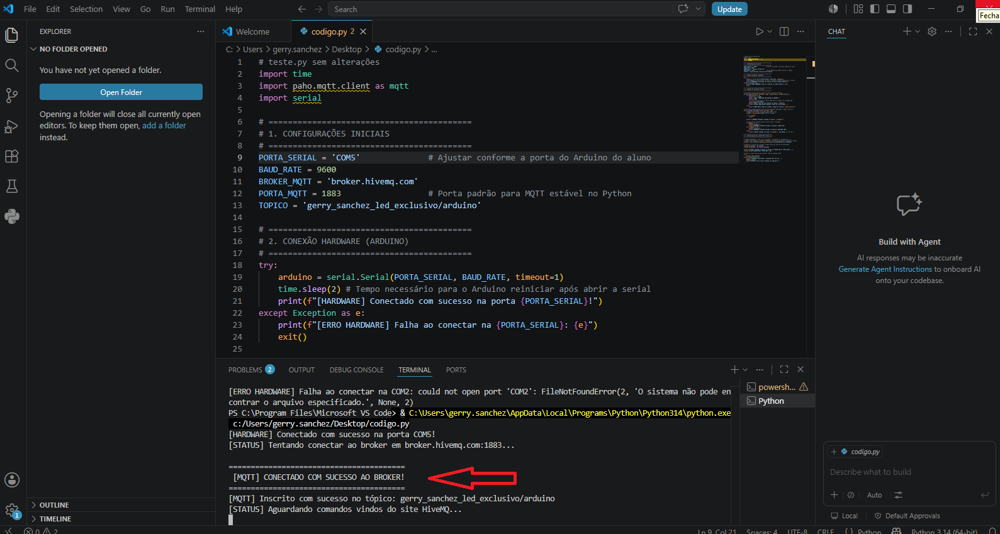 File Edit Selection View Go Run Terminal Help
Search
Update
Fecha
EXPLORER
NO FOLDER OPENED
You have not yet opened a folder.
Open Folder
Opening a folder will close all currently open
editors. To keep them open, add a folder
instead.
OUTLINE
TIMELINE
1
0 2
Welcome
codigo.py 2
C: > Users > gerry.sanchez > Desktop > codigo.py > ...
1 # teste.py sem alterações
2 import time
3 import paho.mqtt.client as mqtt
4 import serial
5
6 # ==========================================
7 # 1. CONFIGURAÇÕES INICIAIS
8 # ==========================================
9 PORTA_SERIAL = 'COM5' # Ajustar conforme a porta do Arduino do aluno
10 BAUD_RATE = 9600
11 BROKER_MQTT = 'broker.hivemq.com'
12 PORTA_MQTT = 1883 # Porta padrão para MQTT estável no Python
13 TOPICO = 'gerry_sanchez_led_exclusivo/arduino'
14
15 # ==========================================
16 # 2. CONEXÃO HARDWARE (ARDUINO)
17 # ==========================================
18 try:
19 arduino = serial.Serial(PORTA_SERIAL, BAUD_RATE, timeout=1)
20 time.sleep(2) # Tempo necessário para o Arduino reiniciar após abrir a serial
21 print(f"[HARDWARE] Conectado com sucesso na porta {PORTA_SERIAL}!")
22 except Exception as e:
23 print(f"[ERRO HARDWARE] Falha ao conectar na {PORTA_SERIAL}: {e}")
24 exit()
25
PROBLEMS 2 OUTPUT DEBUG CONSOLE TERMINAL PORTS
[ERRO HARDWARE] Falha ao conectar na COM2: could not open port 'COM2': FileNotFoundError(2, 'O sistema não pode en
contrar o arquivo especificado.', None, 2)
PS C:\Program Files\Microsoft VS Code> & C:\Users\gerry.sanchez\AppData\Local\Programs\Python\Python314\python.exe
c:/Users/gerry.sanchez/Desktop/codigo.py
[HARDWARE] Conectado com sucesso na porta COM5!
[STATUS] Tentando conectar ao broker em broker.hivemq.com:1883...
========================================
[MQTT] CONECTADO COM SUCESSO AO BROKER!
========================================
[MQTT] Inscrito com sucesso no tópico: gerry_sanchez_led_exclusivo/arduino
[STATUS] Aguardando comandos vindos do site HiveMQ...
powersh...
Python
CHAT
Build with Agent
AI responses may be inaccurate
Generate Agent Instructions to onboard AI
onto your codebase.
codigo.py
Describe what to build
Auto
Local Default Approvals
Ln 9, Col 21 Spaces: 4 UTF-8 CRLF { } Python Python 3.14 (64-bit)